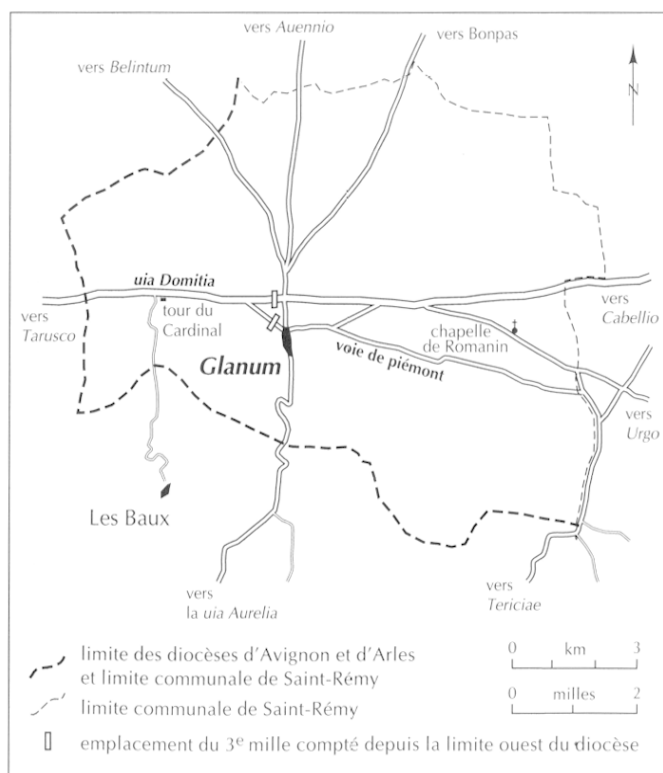 vers Auennio
vers Bonpas
vers Belintum
N
uia Domitia
vers
Tarusco
tour du
Cardinal
vers
Cabellio
chapelle
de Romanin
Glanum
voie de piémont
vers
Urgo
Les Baux
vers
la uia Aurelia
vers
Tericiae
limite des diocèses d'Avignon et d'Arles
et limite communale de Saint-Rémy
0 km 3
limite communale de Saint-Rémy
0 milles 2
emplacement du 3e mille compté depuis la limite ouest du diocèse